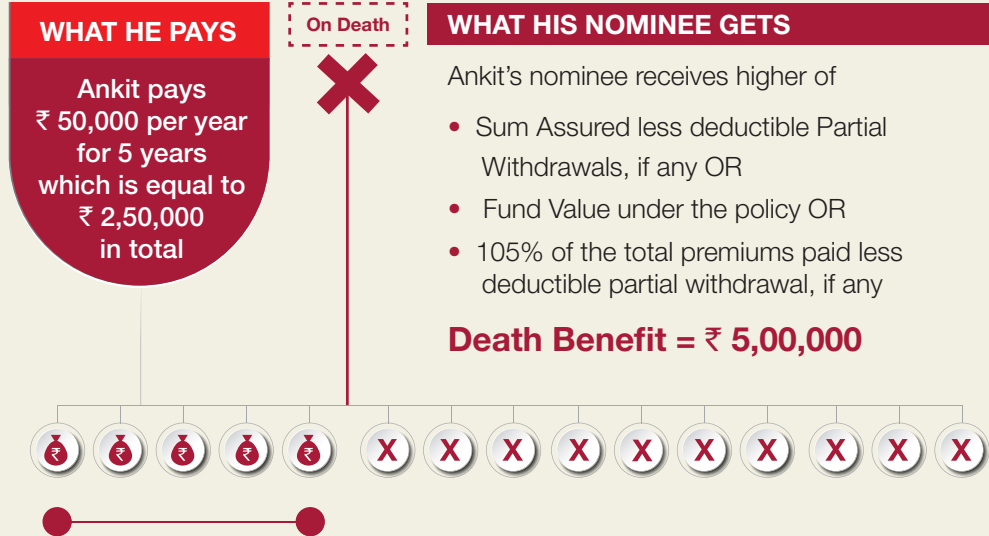 WHAT HE PAYS
Ankit pays
₹ 50,000 per year
for 5 years
which is equal to
₹ 2,50,000
in total
On Death
WHAT HIS NOMINEE GETS
Ankit's nominee receives higher of
• Sum Assured less deductible Partial
Withdrawals, if any OR
• Fund Value under the policy OR
• 105% of the total premiums paid less
deductible partial withdrawal, if any
Death Benefit = ₹ 5,00,000
₹ ₹ ₹ ₹ ₹ X X X X X X X X X X